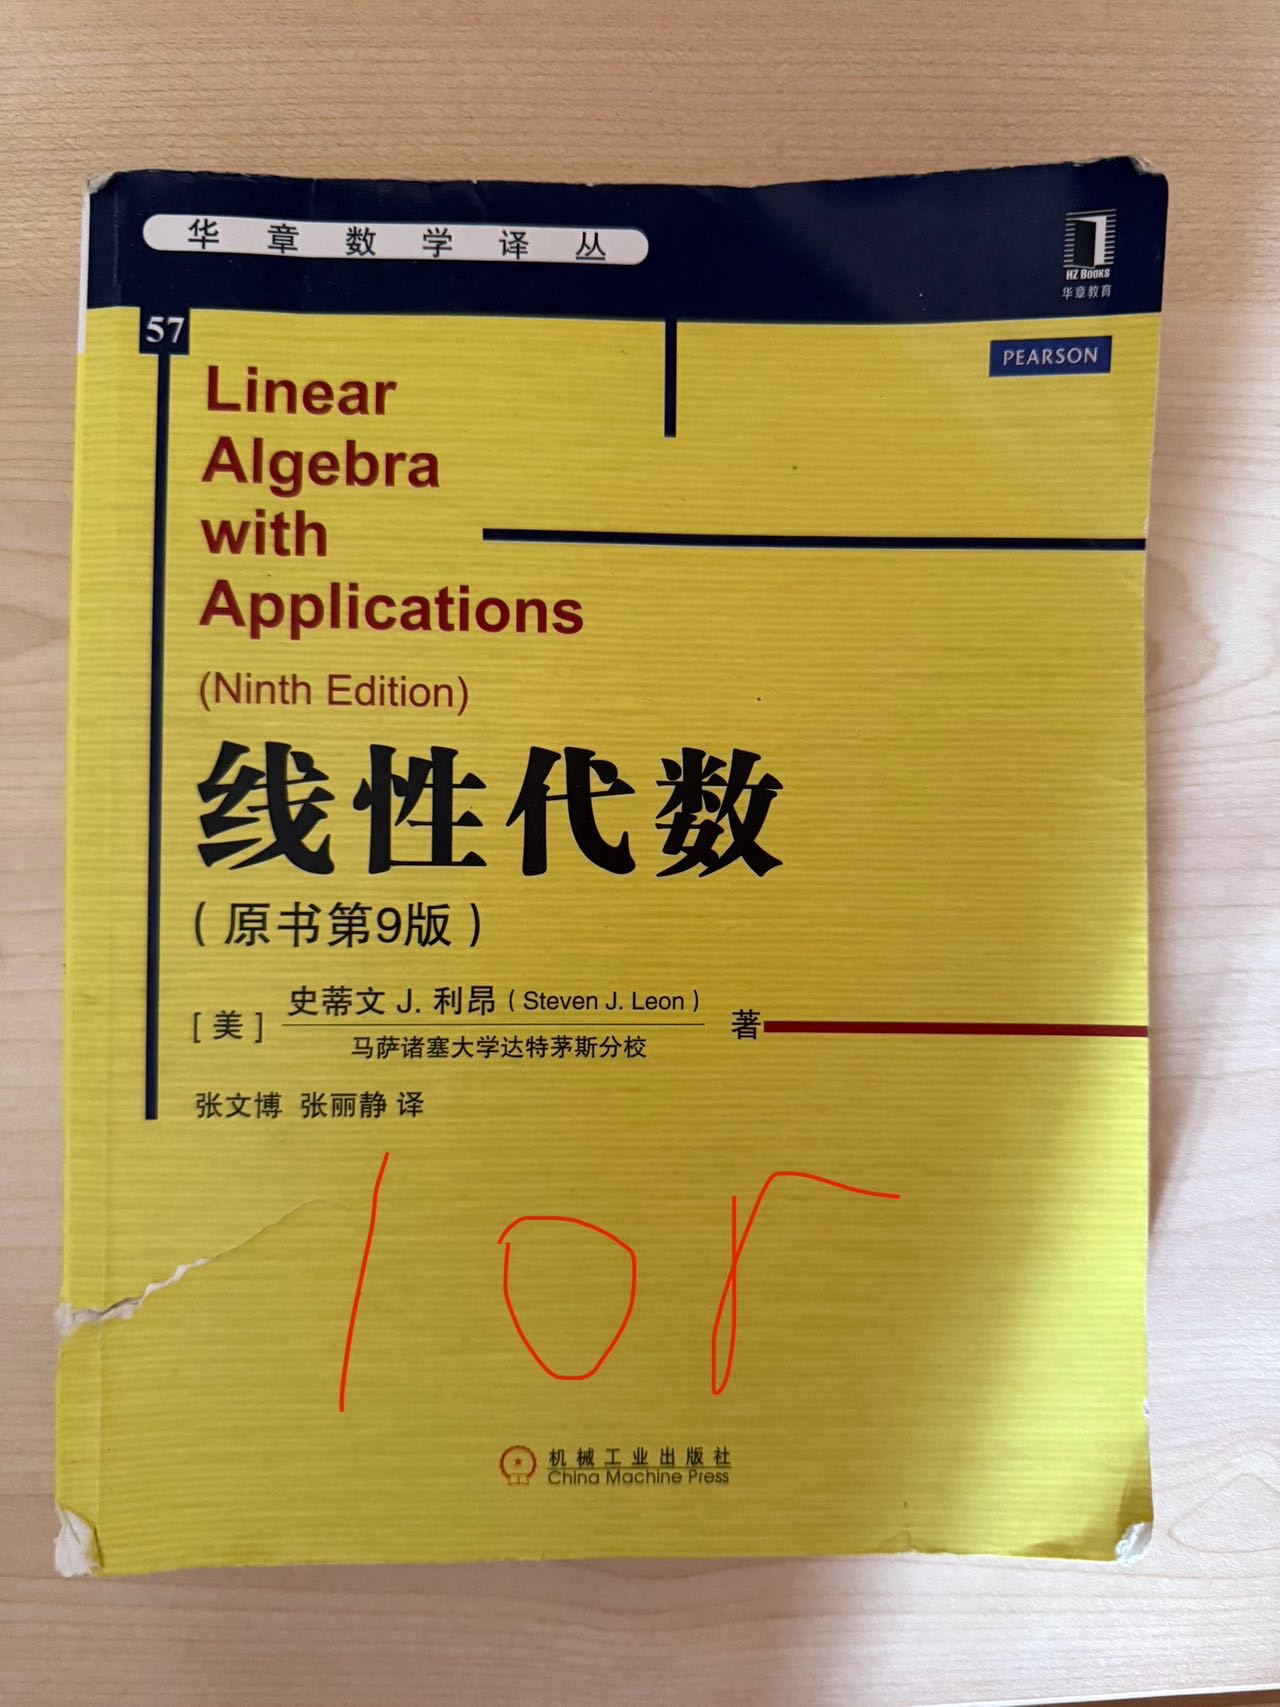 华章数学译丛
HZ BOOKS
华章教育
57
PEARSON
Linear
Algebra
with
Applications
(Ninth Edition)
线性代数
(原书第9版)
[美] 史蒂文 J. 利昂 (Steven J. Leon) 著
马萨诸塞大学达特茅斯分校
张文博 张丽静 译
机械工业出版社
China Machine Press